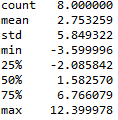 count 8.000000
mean 2.753259
std 5.849322
min -3.599996
25% -2.085842
50% 1.582570
75% 6.766079
max 12.399978